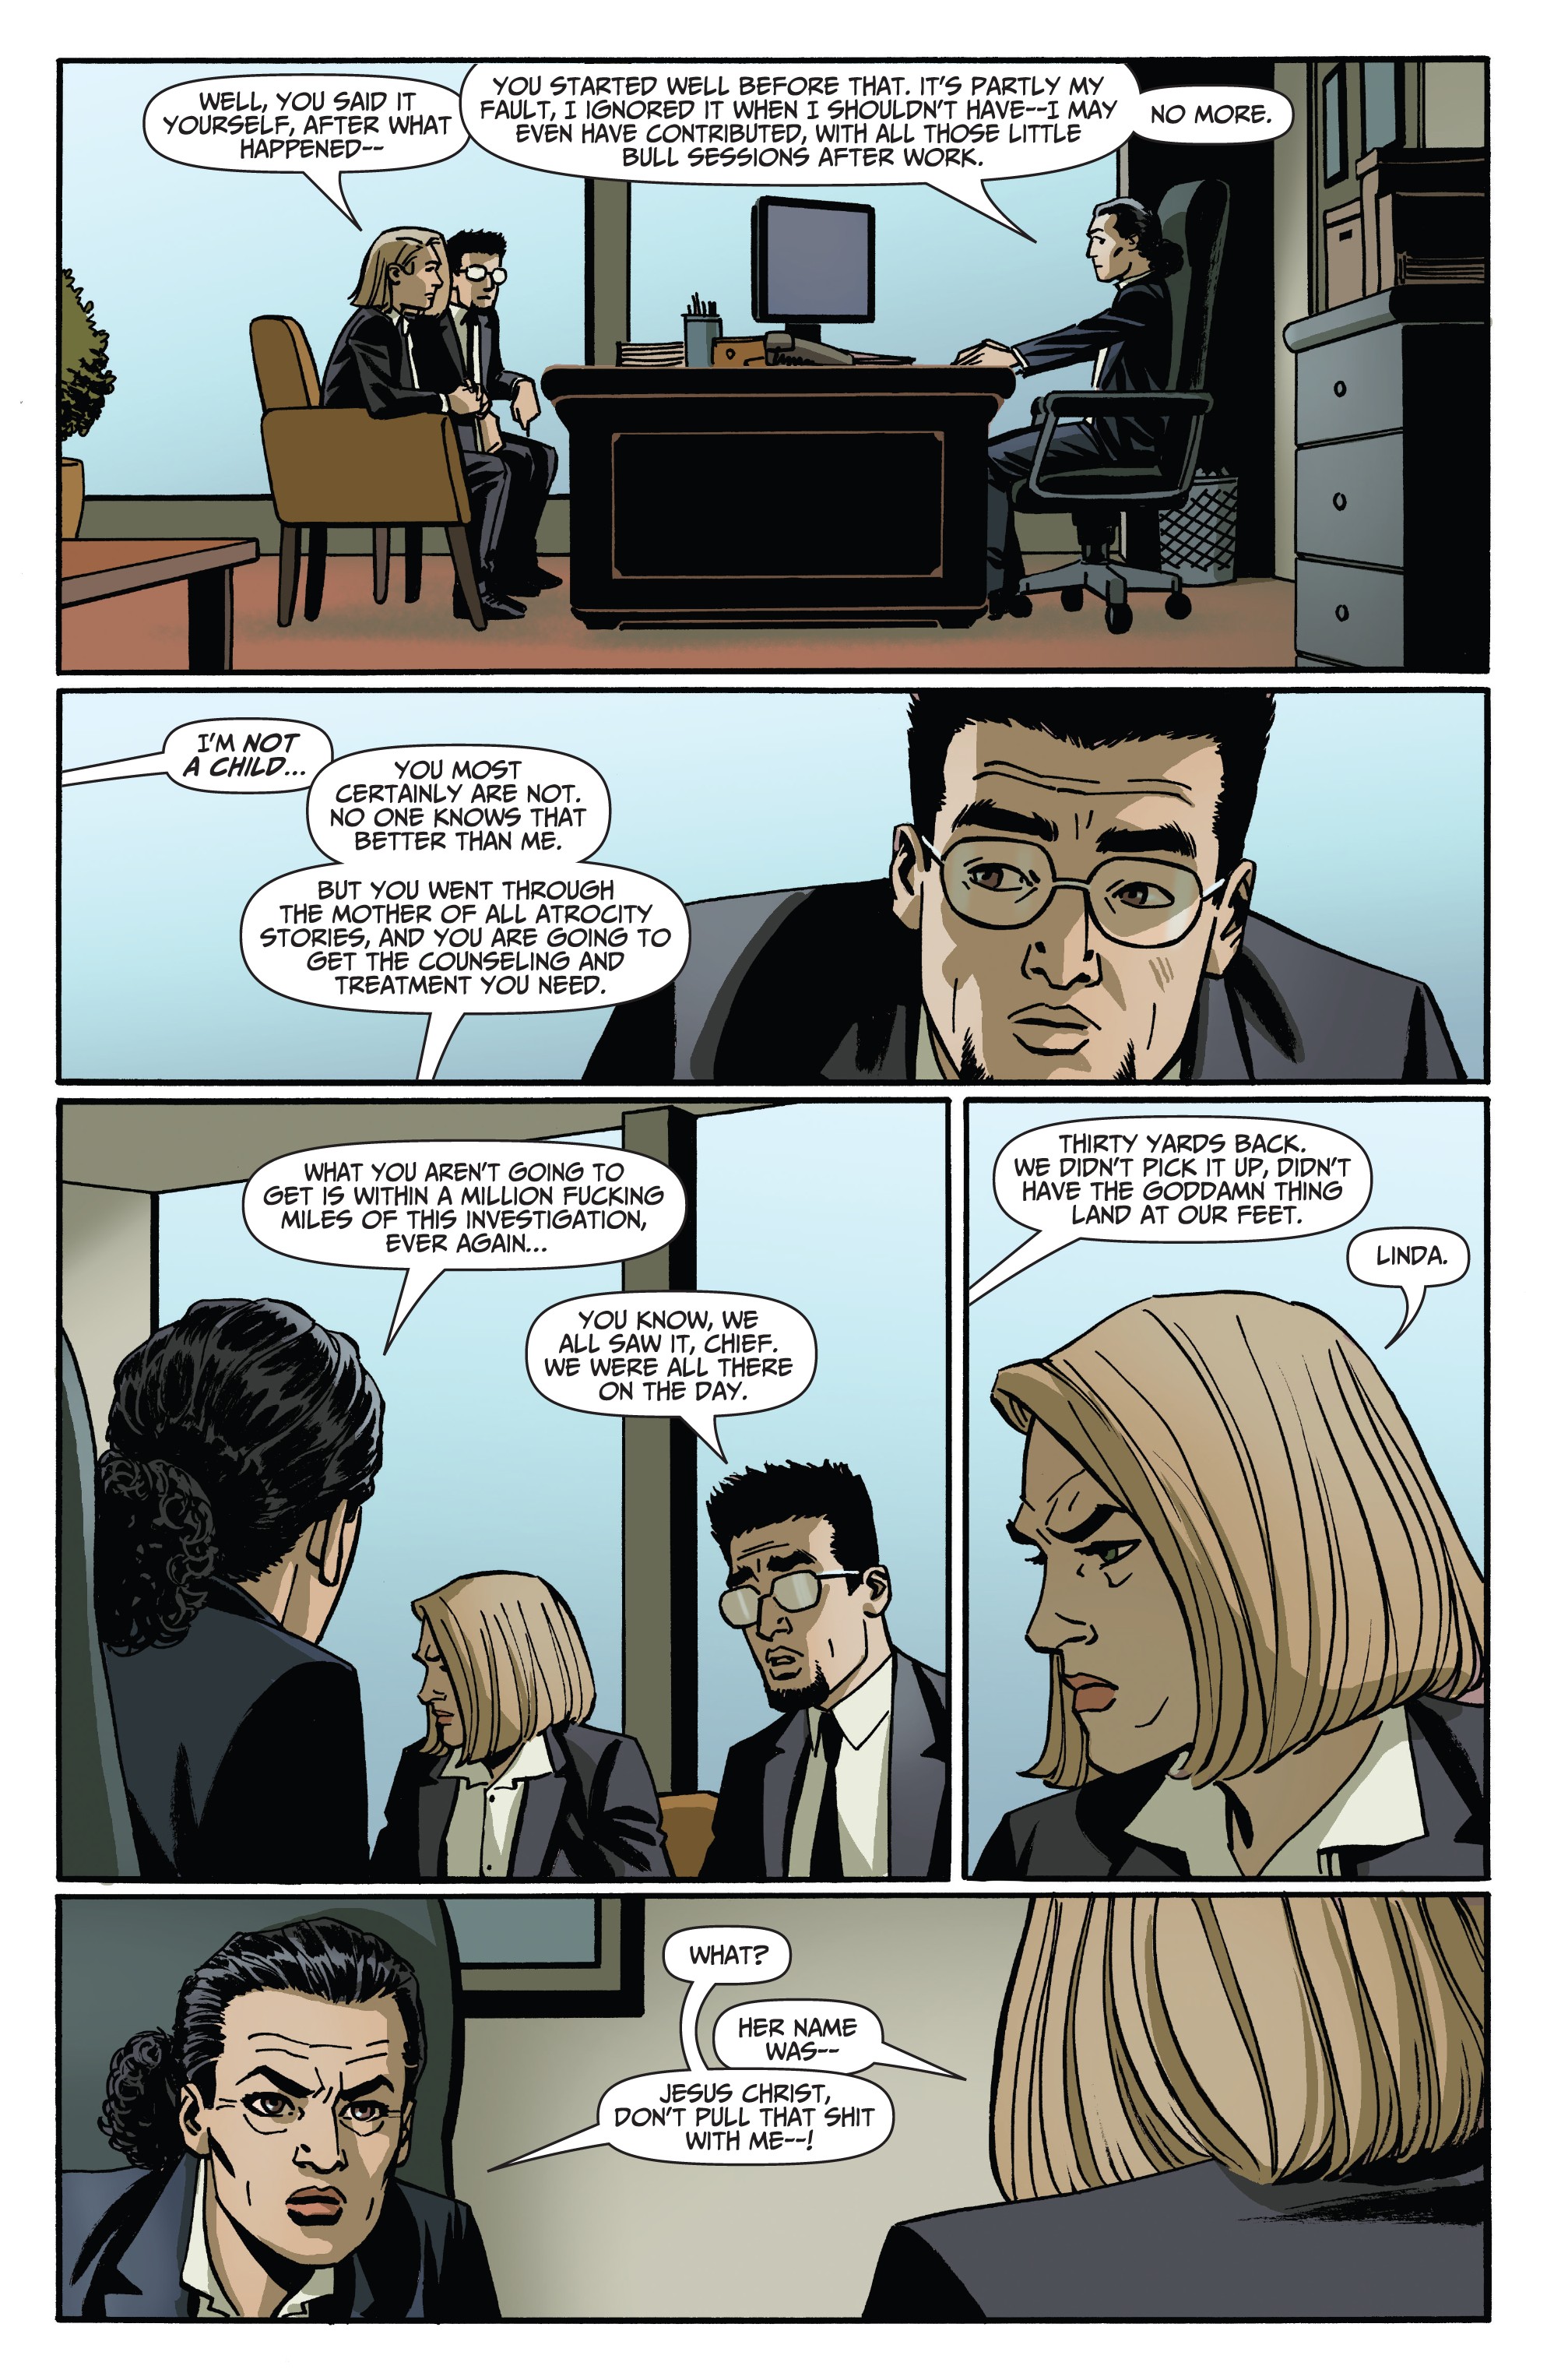 WELL, YOU SAID IT
YOURSELF, AFTER WHAT
HAPPENED--
YOU STARTED WELL BEFORE THAT. IT'S PARTLY MY
FAULT, I IGNORED IT WHEN I SHOULDN'T HAVE--I MAY
EVEN HAVE CONTRIBUTED, WITH ALL THOSE LITTLE
BULL SESSIONS AFTER WORK.
NO MORE.
I'M NOT
A CHILD...
YOU MOST
CERTAINLY ARE NOT.
NO ONE KNOWS THAT
BETTER THAN ME.
BUT YOU WENT THROUGH
THE MOTHER OF ALL ATROCITY
STORIES, AND YOU ARE GOING TO
GET THE COUNSELING AND
TREATMENT YOU NEED.
WHAT YOU AREN'T GOING TO
GET IS WITHIN A MILLION FUCKING
MILES OF THIS INVESTIGATION,
EVER AGAIN...
YOU KNOW, WE
ALL SAW IT, CHIEF.
WE WERE ALL THERE
ON THE DAY.
THIRTY YARDS BACK.
WE DIDN'T PICK IT UP, DIDN'T
HAVE THE GODDAMN THING
LAND AT OUR FEET.
LINDA.
WHAT?
HER NAME
WAS--
JESUS CHRIST,
DON'T PULL THAT SHIT
WITH ME--!